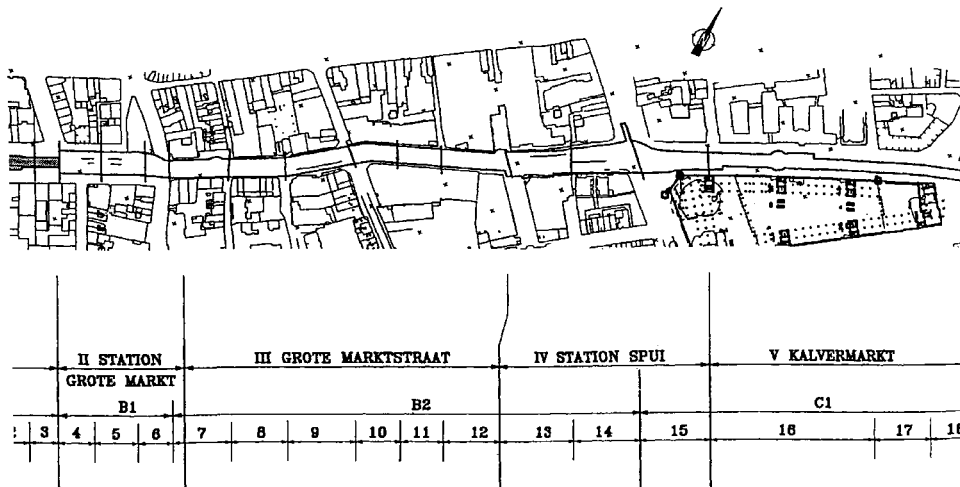 II STATION
GROTE MARKT
III GROTE MARKTSTRAAT
IV STATION SPUI
V KALVERMARKT
B1
B2
C1
3 4 5 6 7 8 9 10 11 12 13 14 15 16 17